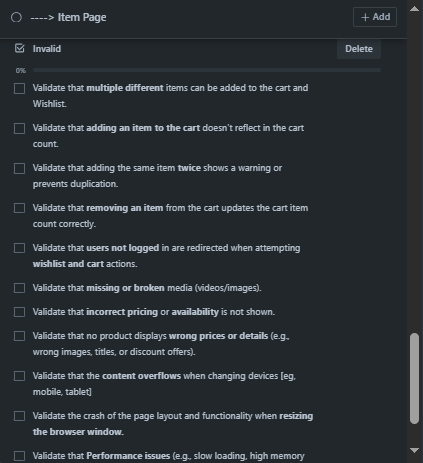 ----> Item Page
+ Add
Invalid
Delete
0%
Validate that multiple different items can be added to the cart and
Wishlist.
Validate that adding an item to the cart doesn't reflect in the cart
count.
Validate that adding the same item twice shows a warning or
prevents duplication.
Validate that removing an item from the cart updates the cart item
count correctly.
Validate that users not logged in are redirected when attempting
wishlist and cart actions.
Validate that missing or broken media (videos/images).
Validate that incorrect pricing or availability is not shown.
Validate that no product displays wrong prices or details (e.g.,
wrong images, titles, or discount offers).
Validate that the content overflows when changing devices [eg,
mobile, tablet]
Validate the crash of the page layout and functionality when resizing
the browser window.
Validate that Performance issues (e.g., slow loading, high memory